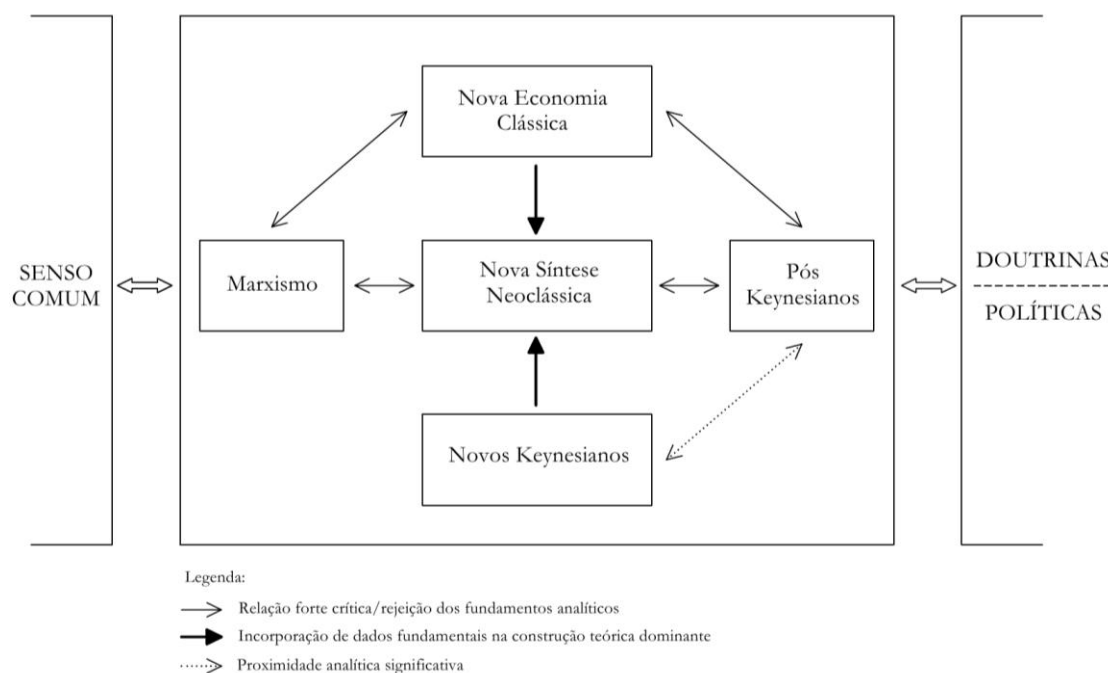 Nova Economia
Clássica
SENSO
COMUM
Marxismo
Nova Síntese
Neoclássica
Pós
Keynesianos
DOUTRINAS
POLÍTICAS
Novos Keynesianos
Legenda:
Relação forte crítica/rejeição dos fundamentos analíticos
Incorporação de dados fundamentais na construção teórica dominante
Proximidade analítica significativa